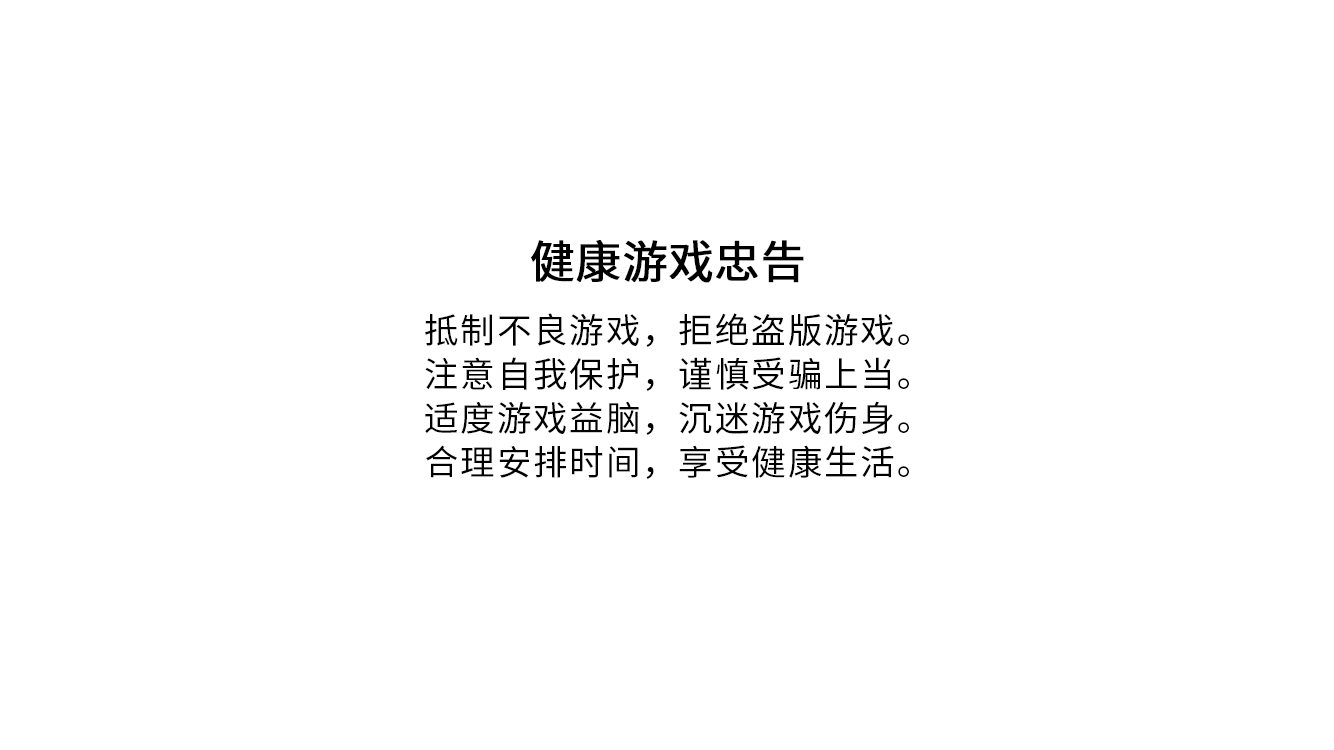 健康游戏忠告
抵制不良游戏，拒绝盗版游戏。
注意自我保护，谨慎受骗上当。
适度游戏益脑，沉迷游戏伤身。
合理安排时间，享受健康生活。